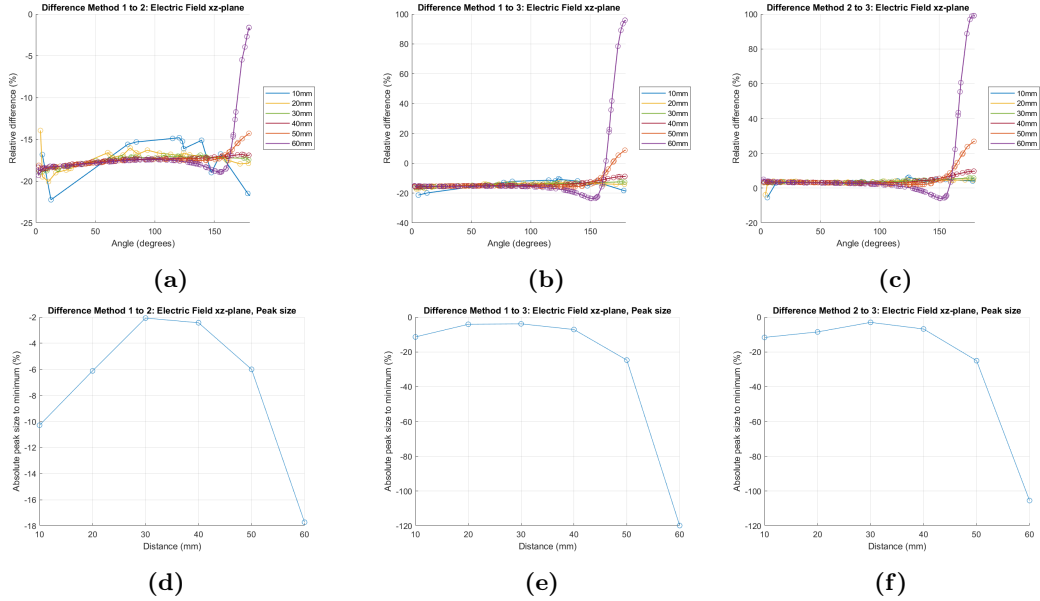 Difference Method 1 to 2: Electric Field xz-plane
Relative difference (%)
0
-5
-10
-15
-20
-25
0
50
100
150
Angle (degrees)
10mm
20mm
30mm
40mm
50mm
60mm
(a)
Difference Method 1 to 3: Electric Field xz-plane
Relative difference (%)
100
80
60
40
20
0
-20
-40
0
50
100
150
Angle (degrees)
10mm
20mm
30mm
40mm
50mm
60mm
(b)
Difference Method 2 to 3: Electric Field xz-plane
Relative difference (%)
100
80
60
40
20
0
-20
0
50
100
150
Angle (degrees)
10mm
20mm
30mm
40mm
50mm
60mm
(c)
Difference Method 1 to 2: Electric Field xz-plane, Peak size
Absolute peak size to minimum (%)
-2
-4
-6
-8
-10
-12
-14
-16
-18
10
20
30
40
50
60
Distance (mm)
(d)
Difference Method 1 to 3: Electric Field xz-plane, Peak size
Absolute peak size to minimum (%)
0
-20
-40
-60
-80
-100
-120
10
20
30
40
50
60
Distance (mm)
(e)
Difference Method 2 to 3: Electric Field xz-plane, Peak size
Absolute peak size to minimum (%)
0
-20
-40
-60
-80
-100
-120
10
20
30
40
50
60
Distance (mm)
(f)